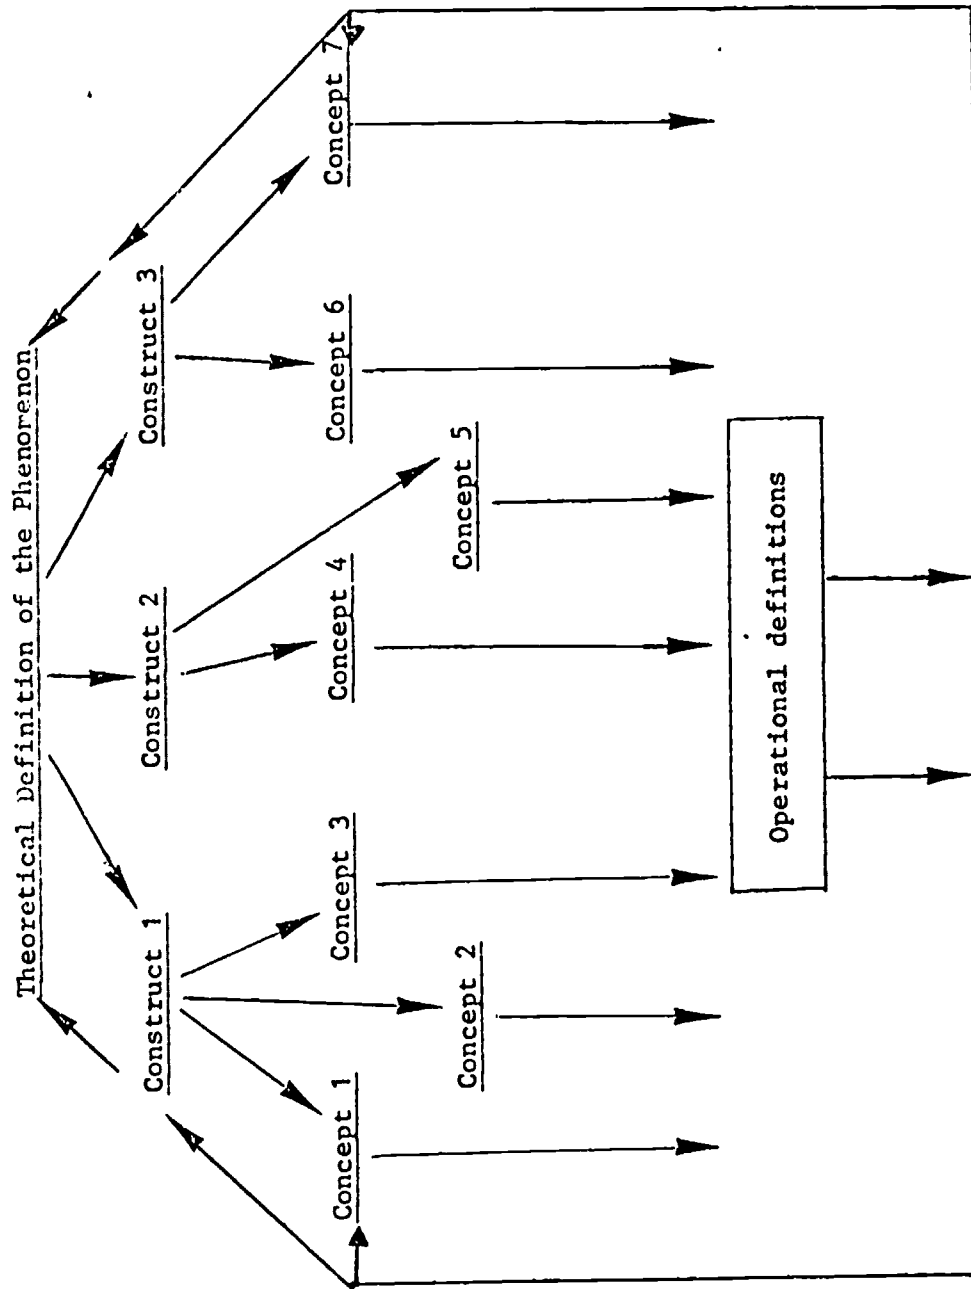 Theoretical Definition of the Phenorenon
Construct 1
Construct 2
Construct 3
Concept 1
Concept 3
Concept 4
Concept 6
Concept 7
Concept 2
Concept 5
Operational definitions